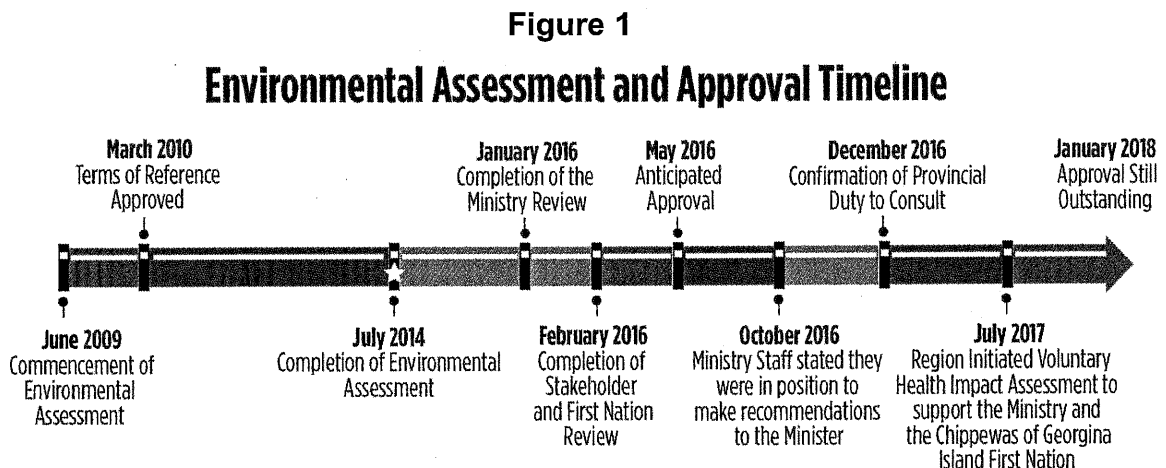 Figure 1
Environmental Assessment and Approval Timeline
March 2010
Terms of Reference
Approved
January 2016
Completion of the
Ministry Review
May 2016
Anticipated
Approval
December 2016
Confirmation of Provincial
Duty to Consult
January 2018
Approval Still
Outstanding
June 2009
Commencement of
Environmental
Assessment
July 2014
Completion of Environmental
Assessment
February 2016
Completion of
Stakeholder
and First Nation
Review
October 2016
Ministry Staff stated they
were in position to
make recommendations
to the Minister
July 2017
Region Initiated Voluntary
Health Impact Assessment to
support the Ministry and
the Chippewas of Georgina
Island First Nation